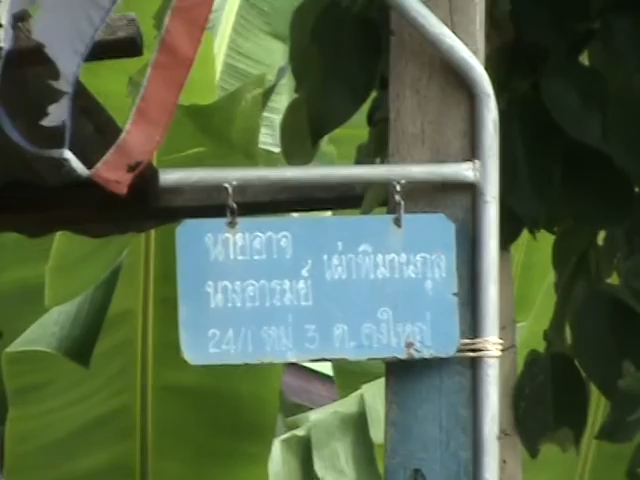 นายอาจ
นางอารมย์ เผ่าพิมานกุล
24/1 หมู่ 3 ต.ดงใหญ่